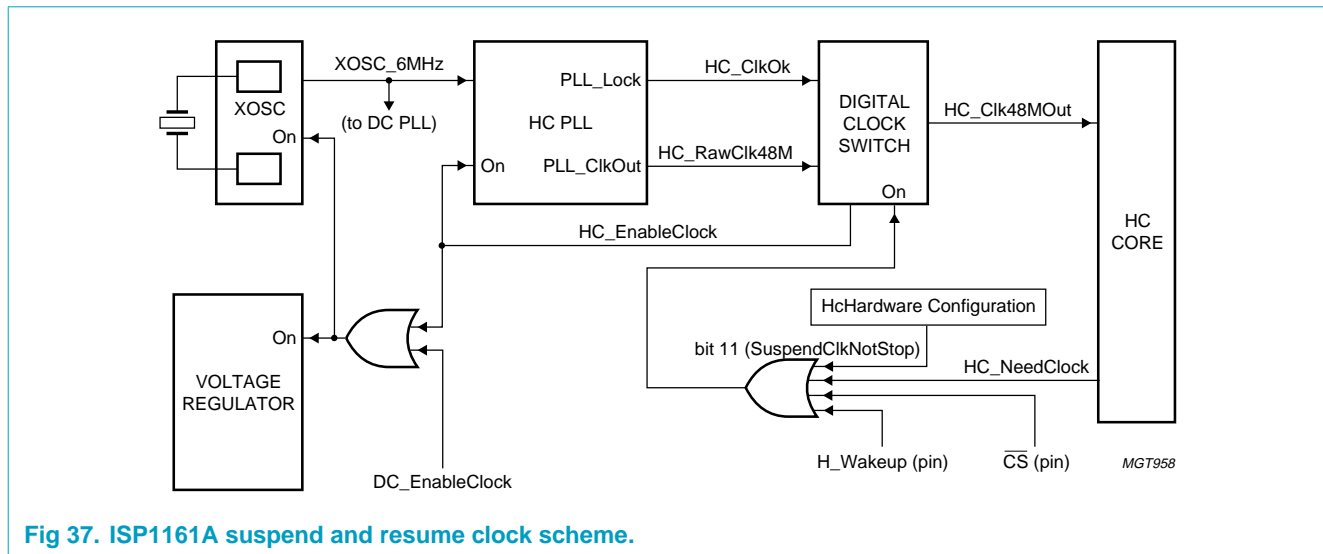 XOSC_6MHz
XOSC
On
(to DC PLL)
PLL_Lock
HC PLL
On
PLL_ClkOut
HC_ClkOk
HC_RawClk48M
DIGITAL
CLOCK
SWITCH
On
HC_Clk48MOut
HC
CORE
HC_EnableClock
HcHardware Configuration
bit 11 (SuspendClkNotStop)
HC_NeedClock
On
VOLTAGE
REGULATOR
DC_EnableClock
H_Wakeup (pin)
C̅S̅ (pin)
MGT958
Fig 37. ISP1161A suspend and resume clock scheme.